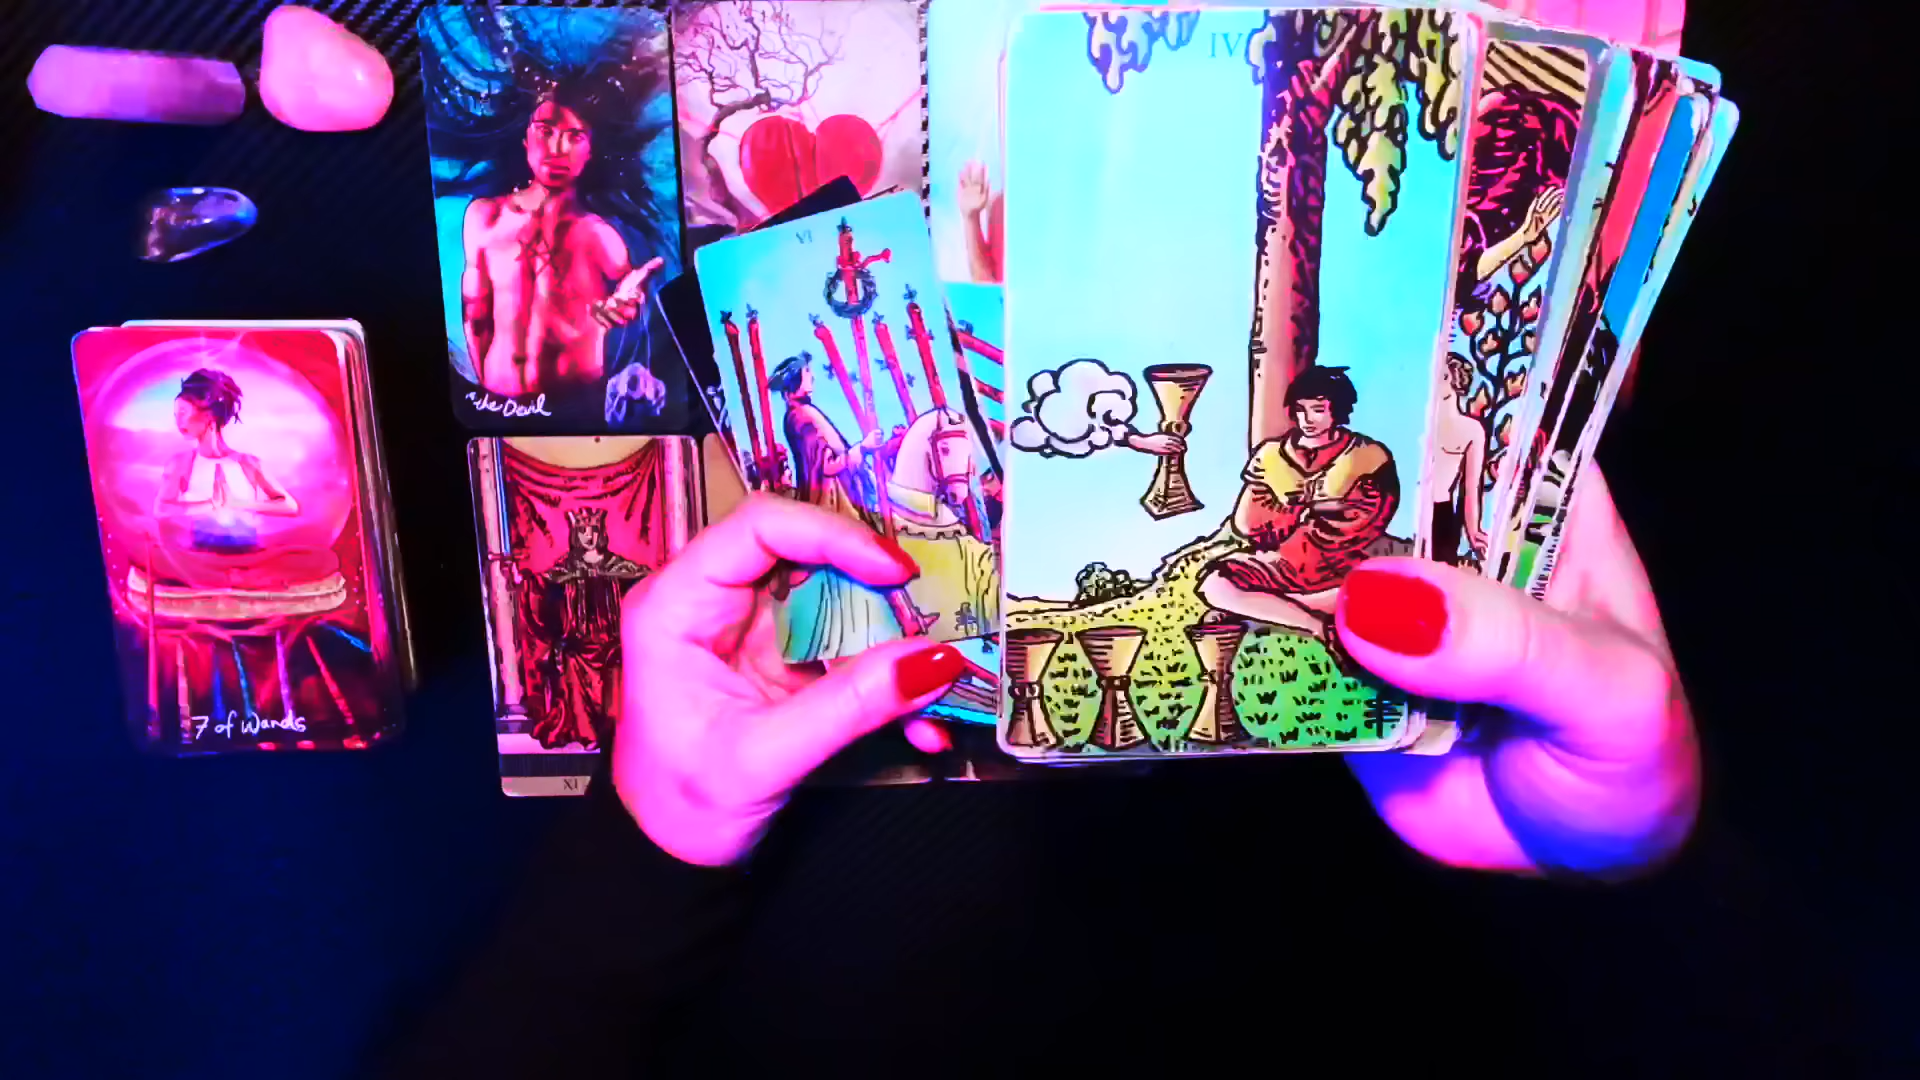 IV
VI
"the Devil
7 of Wands
XI